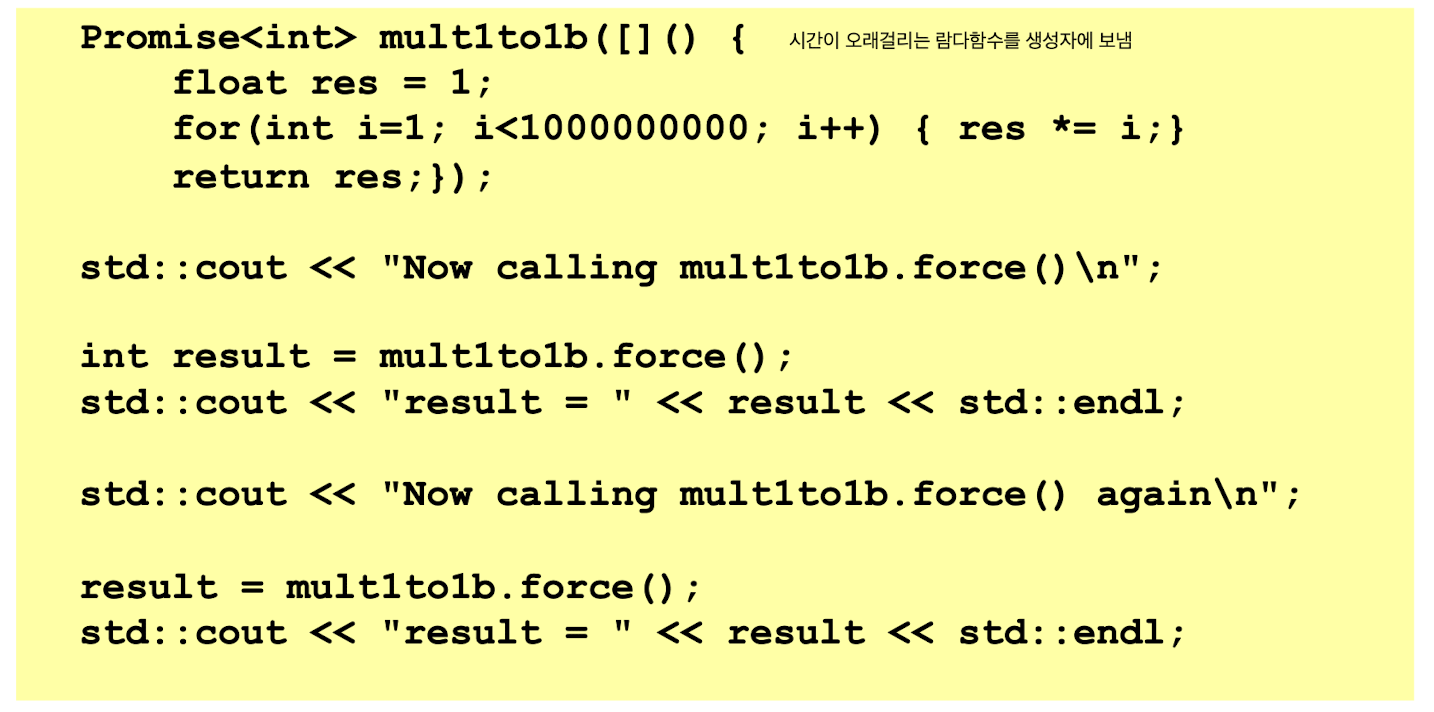 Promise<int> mult1to1b([]() { 시간이 오래걸리는 람다함수를 생성자에 보냄
float res = 1;
for(int i=1; i<1000000000; i++) { res *= i;}
return res;});
std::cout << "Now calling mult1to1b.force()\n";
int result = mult1to1b.force();
std::cout << "result = " << result << std::endl;
std::cout << "Now calling mult1to1b.force() again\n";
result = mult1to1b.force();
std::cout << "result = " << result << std::endl;